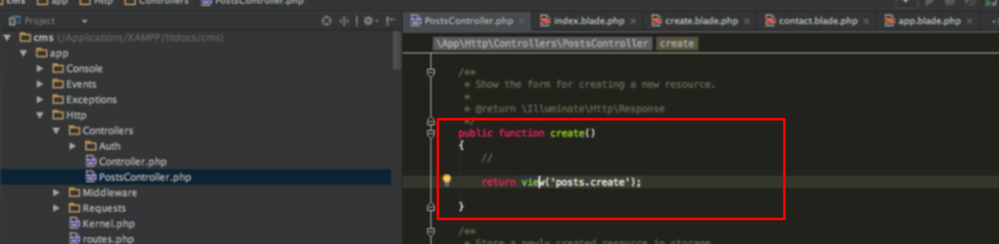 cms app Http Controllers PostsController.php
Project
PostsController.php index.blade.php create.blade.php contact.blade.php app.blade.php
cms (/Applications/XAMPP/htdocs/cms)
app
Console
Events
Exceptions
Http
Controllers
Auth
Controller.php
PostsController.php
Middleware
Requests
Kernel.php
routes.php
\App\Http\Controllers\PostsController create
/**
* Show the form for creating a new resource.
*
* @return \Illuminate\Http\Response
*/
public function create()
{
//
return view('posts.create');
}
/**
* Store a newly created resource in storage.